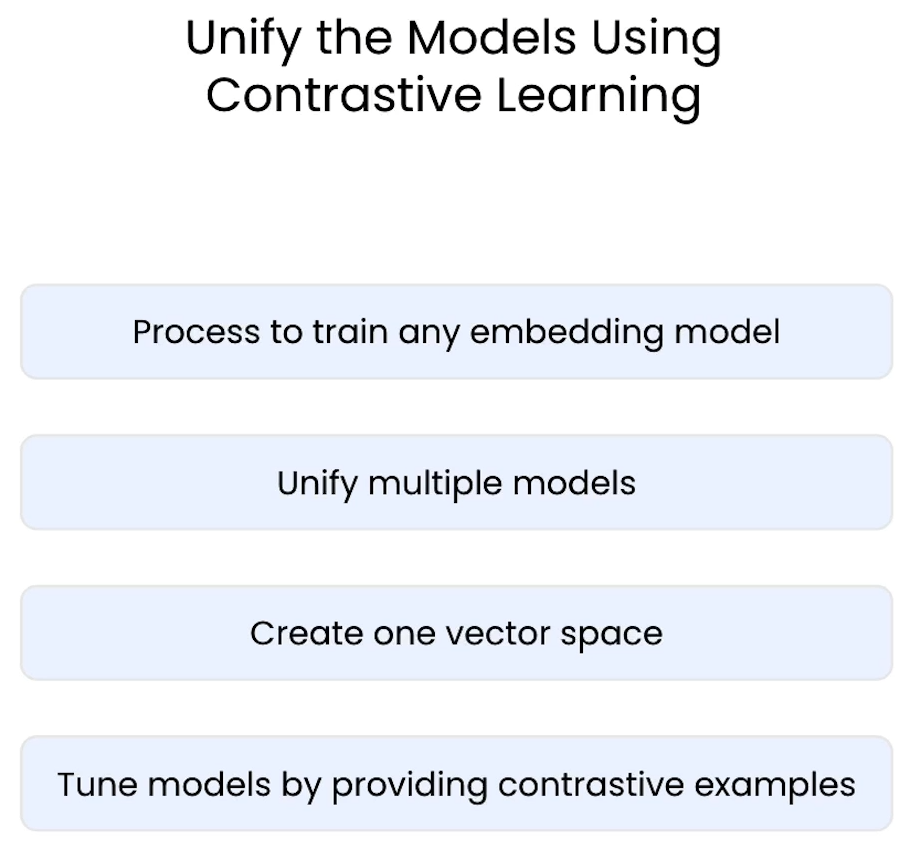 Unify the Models Using
Contrastive Learning
Process to train any embedding model
Unify multiple models
Create one vector space
Tune models by providing contrastive examples